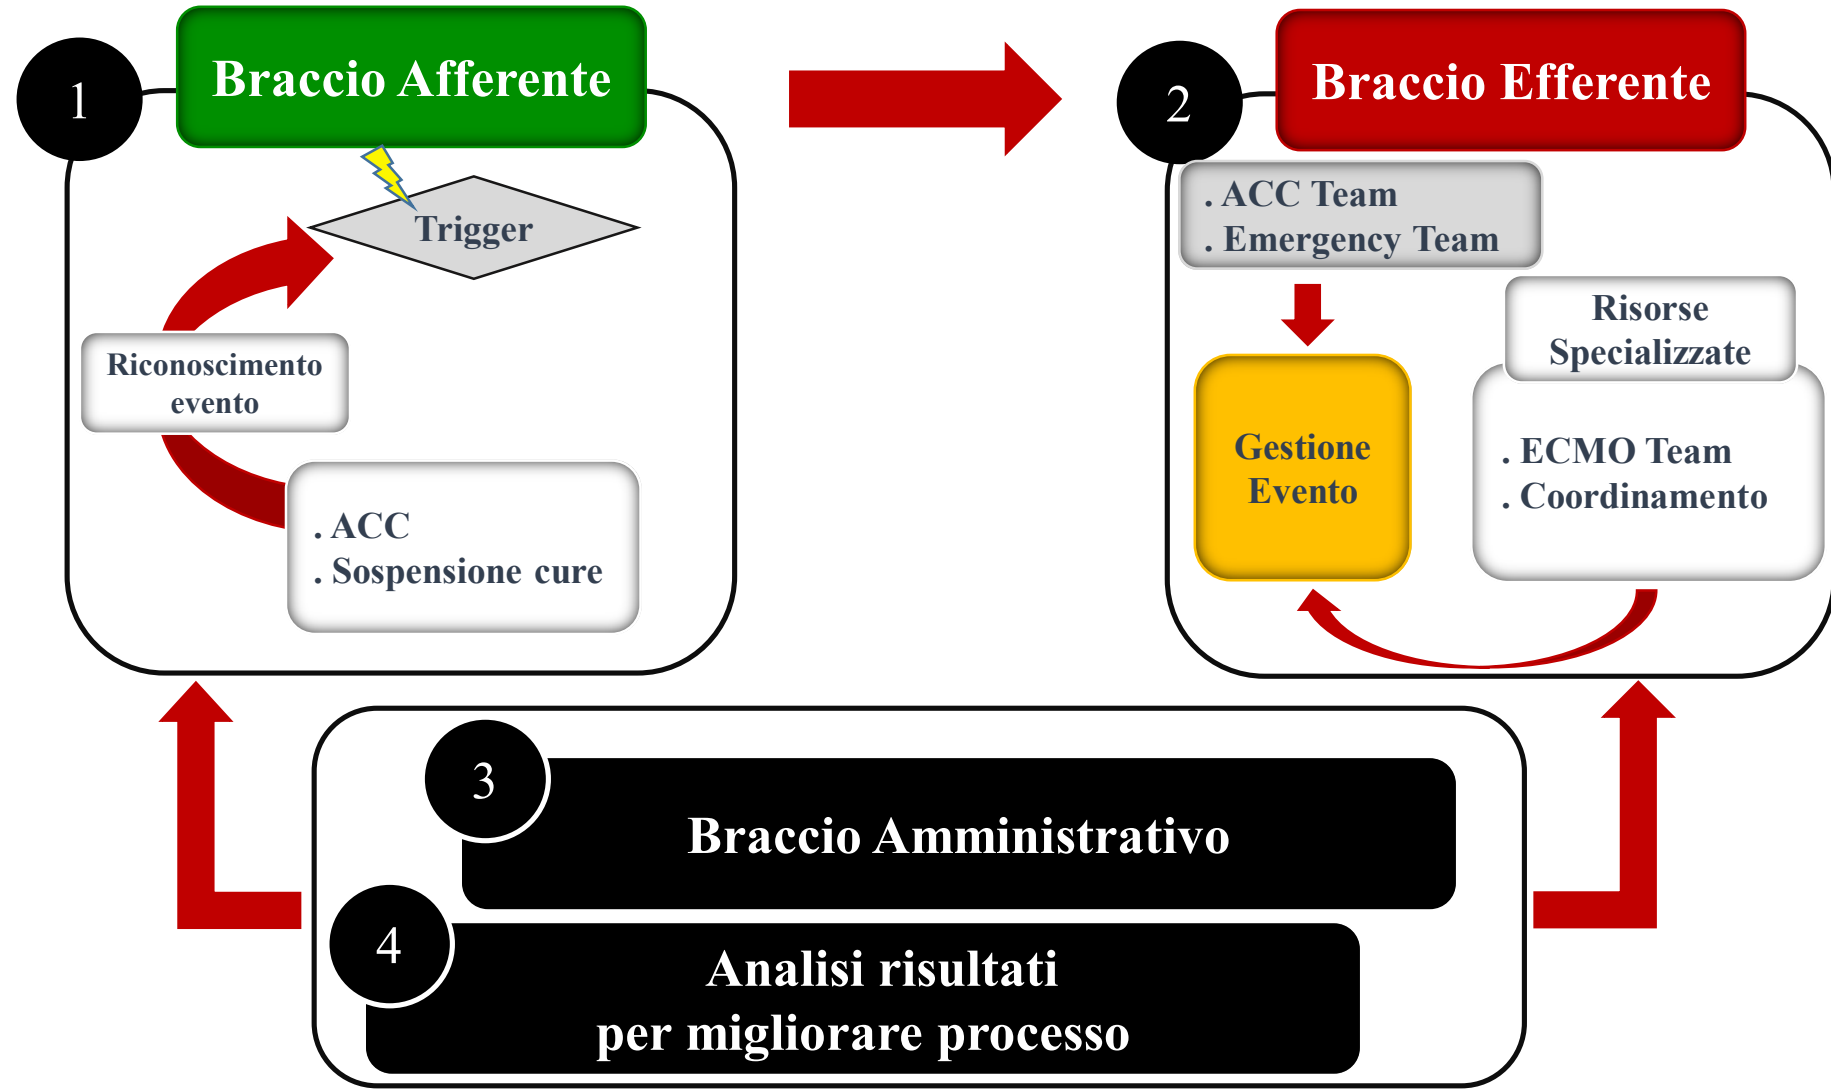 1
Braccio Afferente
Trigger
Riconoscimento
evento
. ACC
. Sospensione cure
2
Braccio Efferente
. ACC Team
. Emergency Team
Risorse
Specializzate
Gestione
Evento
. ECMO Team
. Coordinamento
3
Braccio Amministrativo
4
Analisi risultati
per migliorare processo